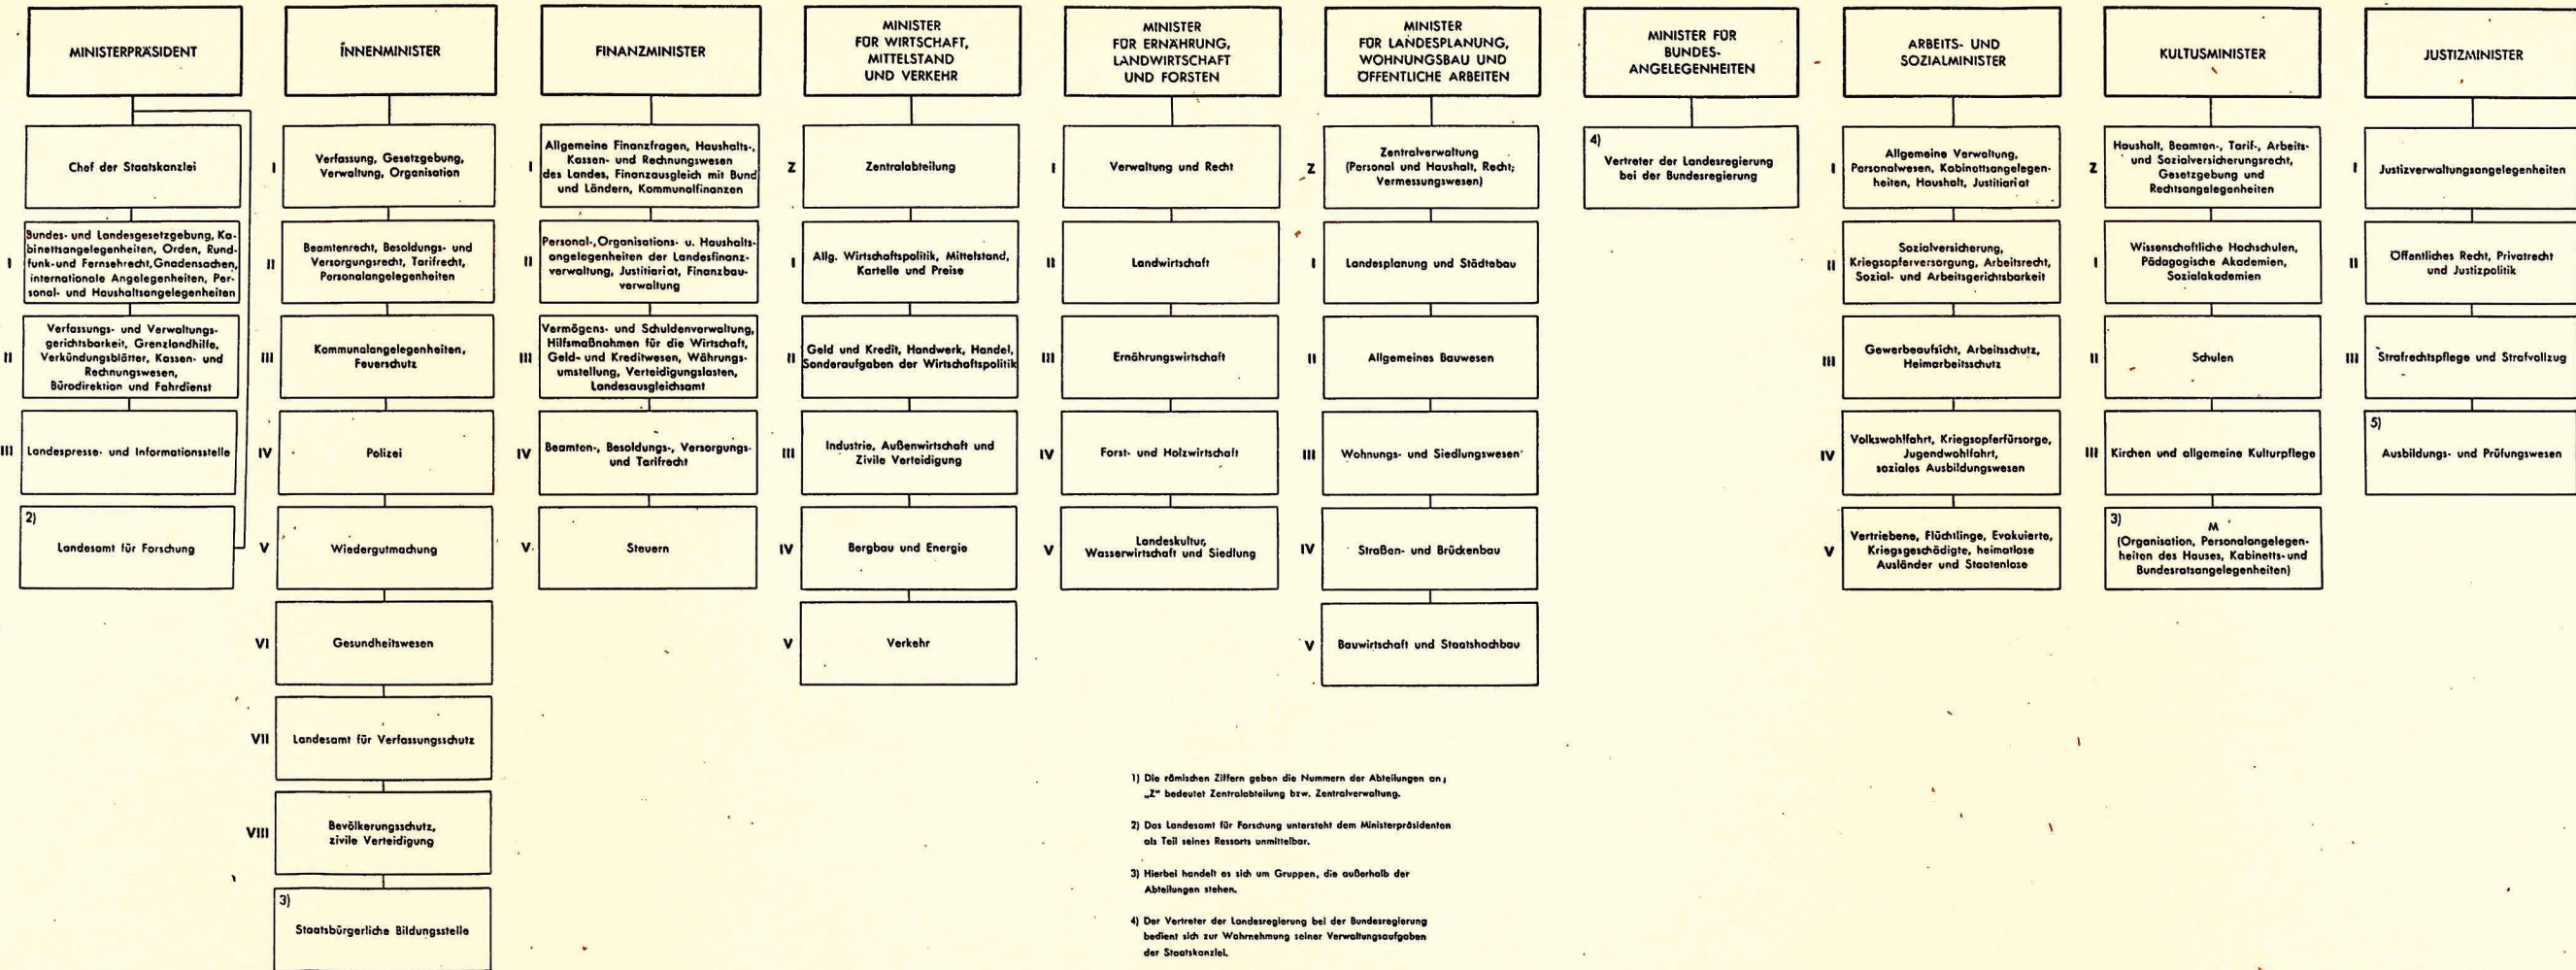 MINISTERPRÄSIDENT
Chef der Staatskanzlei
I
Bundes- und Landesgesetzgebung, Ka-
binettsangelegenheiten, Orden, Rund-
funk-und Fernsehrecht,Gnadensachen,
internationale Angelegenheiten, Per-
sonal- und Haushaltsangelegenheiten
II
Verfassungs- und Verwaltungs-
gerichtsbarkeit, Grenzlandhilfe,
Verkündungsblätter, Kassen- und
Rechnungswesen,
Bürodirektion und Fahrdienst
III
Landespresse- und Informationsstelle
2)
Landesamt für Forschung
INNENMINISTER
I
Verfassung, Gesetzgebung,
Verwaltung, Organisation
II
Beamtenrecht, Besoldungs- und
Versorgungsrecht, Tarifrecht,
Personalangelegenheiten
III
Kommunalangelegenheiten,
Feuerschutz
IV
Polizei
V
Wiedergutmachung
VI
Gesundheitswesen
VII
Landesamt für Verfassungsschutz
VIII
Bevölkerungsschutz,
zivile Verteidigung
3)
Staatsbürgerliche Bildungsstelle
FINANZMINISTER
I
Allgemeine Finanzfragen, Haushalts-,
Kassen- und Rechnungswesen
des Landes, Finanzausgleich mit Bund
und Ländern, Kommunalfinanzen
II
Personal-,Organisations- u. Haushalts-
angelegenheiten der Landesfinanz-
verwaltung, Justitiariat, Finanzbau-
verwaltung
III
Vermögens- und Schuldenverwaltung,
Hilfsmaßnahmen für die Wirtschaft,
Geld- und Kreditwesen, Währungs-
umstellung, Verteidigungslasten,
Landesausgleichsamt
IV
Beamten-, Besoldungs-, Versorgungs-
und Tarifrecht
V
Steuern
MINISTER
FÜR WIRTSCHAFT,
MITTELSTAND
UND VERKEHR
Z
Zentralabteilung
I
Allg. Wirtschaftspolitik, Mittelstand,
Kartelle und Preise
II
Geld und Kredit, Handwerk, Handel,
Sonderaufgaben der Wirtschaftspolitik
III
Industrie, Außenwirtschaft und
Zivile Verteidigung
IV
Bergbau und Energie
V
Verkehr
MINISTER
FÜR ERNÄHRUNG,
LANDWIRTSCHAFT
UND FORSTEN
I
Verwaltung und Recht
II
Landwirtschaft
III
Ernährungswirtschaft
IV
Forst- und Holzwirtschaft
V
Landeskultur,
Wasserwirtschaft und Siedlung
MINISTER
FÜR LANDESPLANUNG,
WOHNUNGSBAU UND
ÖFFENTLICHE ARBEITEN
Z
Zentralverwaltung
(Personal und Haushalt, Recht;
Vermessungswesen)
I
Landesplanung und Städtebau
II
Allgemeines Bauwesen
III
Wohnungs- und Siedlungswesen
IV
Straßen- und Brückenbau
V
Bauwirtschaft und Staatshochbau
MINISTER FÜR
BUNDES-
ANGELEGENHEITEN
4)
Vertreter der Landesregierung
bei der Bundesregierung
ARBEITS- UND
SOZIALMINISTER
I
Allgemeine Verwaltung,
Personalwesen, Kabinettsangelegen-
heiten, Haushalt, Justitiariat
II
Sozialversicherung,
Kriegsopferversorgung, Arbeitsrecht,
Sozial- und Arbeitsgerichtsbarkeit
III
Gewerbeaufsicht, Arbeitsschutz,
Heimarbeitsschutz
IV
Volkswohlfahrt, Kriegsopferfürsorge,
Jugendwohlfahrt,
soziales Ausbildungswesen
V
Vertriebene, Flüchtlinge, Evakuierte,
Kriegsgeschädigte, heimatlose
Ausländer und Staatenlose
KULTUSMINISTER
Z
Haushalt, Beamten-, Tarif-, Arbeits-
und Sozialversicherungsrecht,
Gesetzgebung und
Rechtsangelegenheiten
I
Wissenschaftliche Hochschulen,
Pädagogische Akademien,
Sozialakademien
II
Schulen
III
Kirchen und allgemeine Kulturpflege
3)
M
(Organisation, Personalangelegen-
heiten des Hauses, Kabinetts-und
Bundesratsangelegenheiten)
JUSTIZMINISTER
I
Justizverwaltungsangelegenheiten
II
Öffentliches Recht, Privatrecht
und Justizpolitik
III
Strafrechtspflege und Strafvollzug
5)
Ausbildungs- und Prüfungswesen
1) Die römischen Ziffern geben die Nummern der Abteilungen an;
„Z" bedeutet Zentralabteilung bzw. Zentralverwaltung.
2) Das Landesamt für Forschung untersteht dem Ministerpräsidenten
als Teil seines Ressorts unmittelbar.
3) Hierbei handelt es sich um Gruppen, die außerhalb der
Abteilungen stehen.
4) Der Vertreter der Landesregierung bei der Bundesregierung
bedient sich zur Wahrnehmung seiner Verwaltungsaufgaben
der Staatskanzlei.